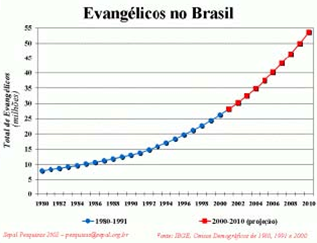 Evangélicos no Brasil
Total de Evangélicos
(milhões)
55
50
45
40
35
30
25
20
15
10
5
0
1980 1982 1984 1986 1988 1990 1992 1994 1996 1998 2000 2002 2004 2006 2008 2010
1980-1991
2000-2010 (projeção)
Sepal Pesquisas 2002 - pesquisas@sepal.org.br
Fonte: IBGE, Censos Demográficos de 1980, 1991 e 2000